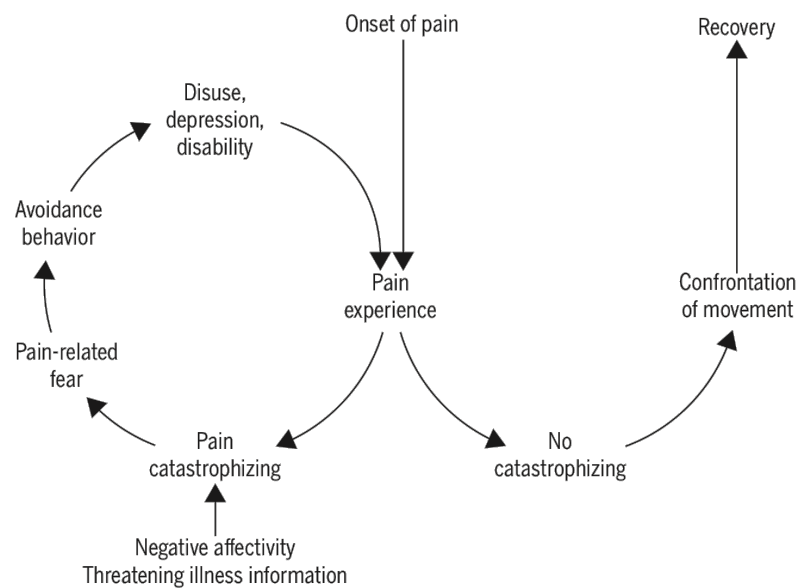 Onset of pain
Recovery
Disuse,
depression,
disability
Avoidance
behavior
Pain
experience
Confrontation
of movement
Pain-related
fear
Pain
catastrophizing
No
catastrophizing
Negative affectivity
Threatening illness information